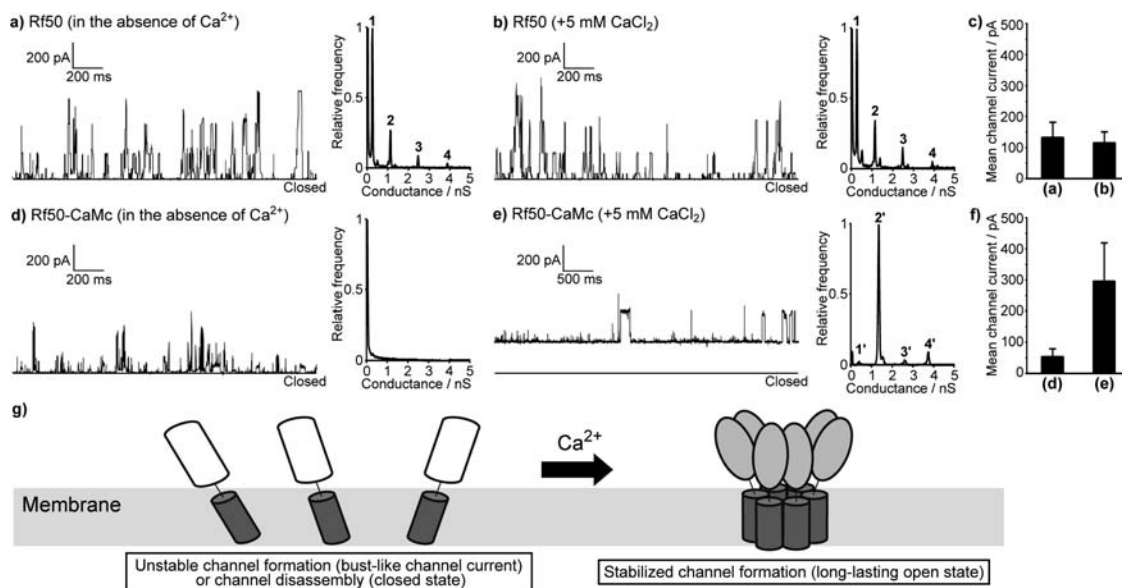 a) Rf50 (in the absence of Ca²⁺)
200 pA
200 ms
Closed
Relative frequency
1
0.5
0
1
2
3
4
0 1 2 3 4 5
Conductance / nS
b) Rf50 (+5 mM CaCl₂)
200 pA
200 ms
Closed
Relative frequency
1
0.5
0
1
2
3
4
0 1 2 3 4 5
Conductance / nS
c)
Mean channel current / pA
500
400
300
200
100
0
(a) (b)
d) Rf50-CaMc (in the absence of Ca²⁺)
200 pA
200 ms
Closed
Relative frequency
1
0.5
0
0 1 2 3 4 5
Conductance / nS
e) Rf50-CaMc (+5 mM CaCl₂)
200 pA
500 ms
Closed
Relative frequency
1
0.5
0
1'
2'
3'
4'
0 1 2 3 4 5
Conductance / nS
f)
Mean channel current / pA
500
400
300
200
100
0
(d) (e)
g)
Ca²⁺
Membrane
Unstable channel formation (bust-like channel current)
or channel disassembly (closed state)
Stabilized channel formation (long-lasting open state)